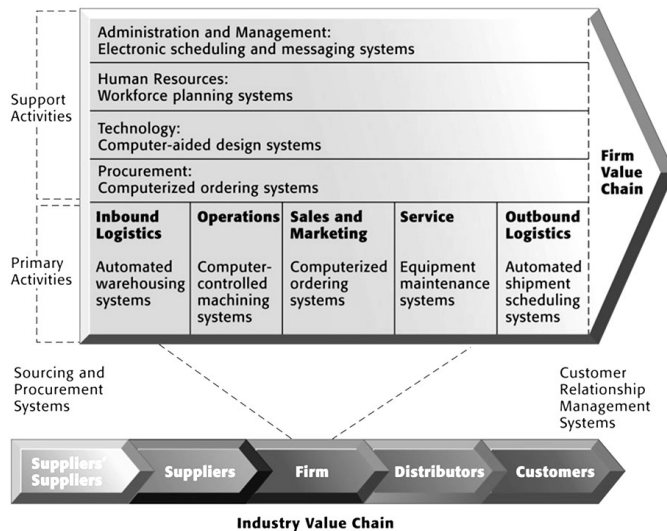 Administration and Management:
Electronic scheduling and messaging systems
Human Resources:
Workforce planning systems
Support
Activities
Technology:
Computer-aided design systems
Procurement:
Computerized ordering systems
Firm
Value
Chain
Primary
Activities
Inbound
Logistics
Automated
warehousing
systems
Operations
Computer-
controlled
machining
systems
Sales and
Marketing
Computerized
ordering
systems
Service
Equipment
maintenance
systems
Outbound
Logistics
Automated
shipment
scheduling
systems
Sourcing and
Procurement
Systems
Customer
Relationship
Management
Systems
Suppliers'
Suppliers
Suppliers
Firm
Distributors
Customers
Industry Value Chain